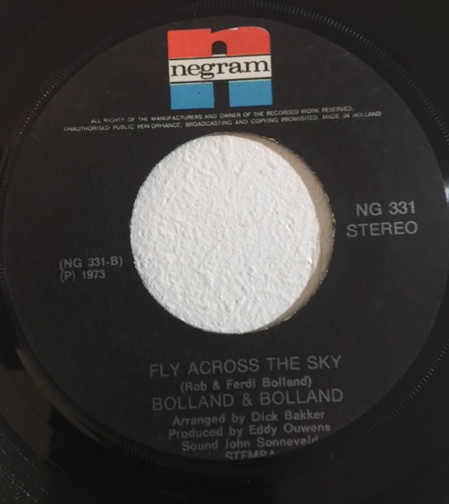 negram
ALL RIGHTS OF THE MANUFACTURERS AND OWNER OF THE RECORDED WORK RESERVED.
UNAUTHORISED PUBLIC PERFORMANCE, BROADCASTING AND COPYING PROHIBITED. MADE IN HOLLAND
NG 331
STEREO
(NG 331-B)
(P) 1973
FLY ACROSS THE SKY
(Rob & Ferdi Bolland)
BOLLAND & BOLLAND
Arranged by Dick Bakker
Produced by Eddy Ouwens
Sound John Sonneveld
STEMRA